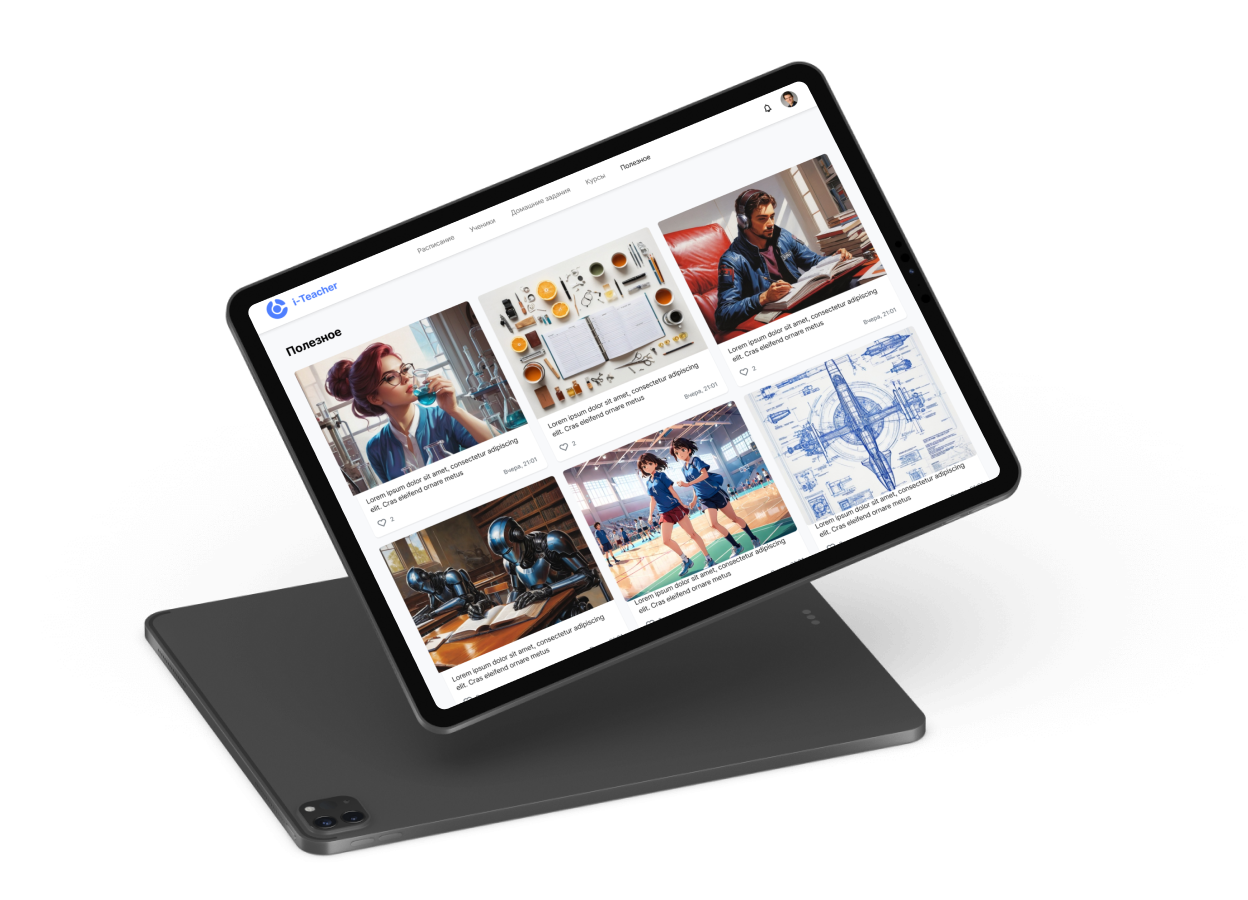 i-Teacher
Расписание
Ученики
Домашние задания
Курсы
Полезное
Полезное
Lorem ipsum dolor sit amet, consectetur adipiscing
elit. Cras eleifend ornare metus
Вчера, 21:01
2
Lorem ipsum dolor sit amet, consectetur adipiscing
elit. Cras eleifend ornare metus
Вчера, 21:01
2
Lorem ipsum dolor sit amet, consectetur adipiscing
elit. Cras eleifend ornare metus
Вчера, 21:01
2
Lorem ipsum dolor sit amet, consectetur adipiscing
elit. Cras eleifend ornare metus
Lorem ipsum dolor sit amet, consectetur adipiscing
elit. Cras eleifend ornare metus
Lorem ipsum dolor sit amet, consectetur adipiscing
elit. Cras eleifend ornare metus